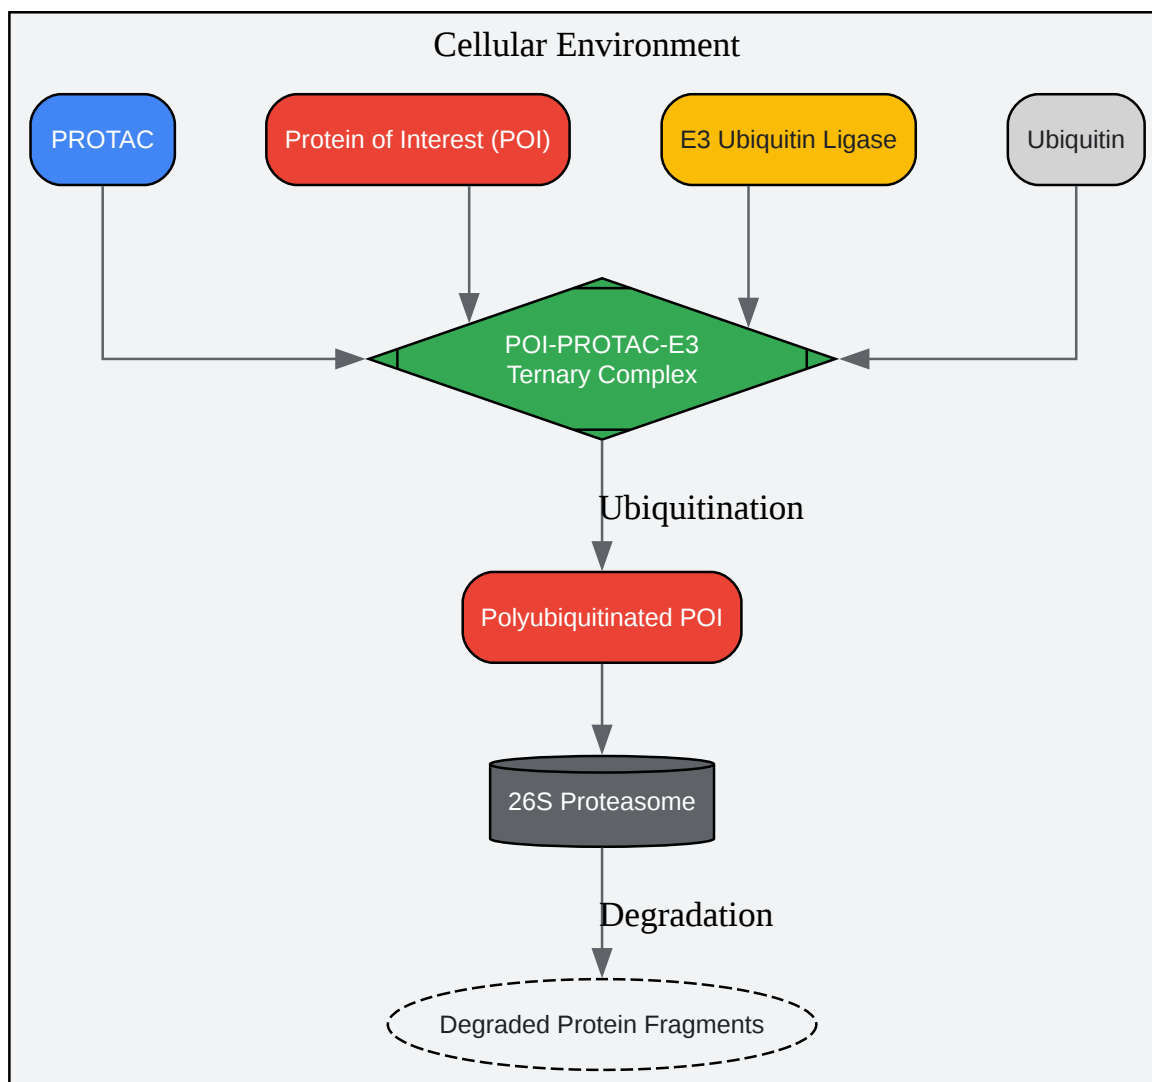 Cellular Environment
PROTAC
Protein of Interest (POI)
E3 Ubiquitin Ligase
Ubiquitin
POI-PROTAC-E3
Ternary Complex
Ubiquitination
Polyubiquitinated POI
26S Proteasome
Degradation
Degraded Protein Fragments